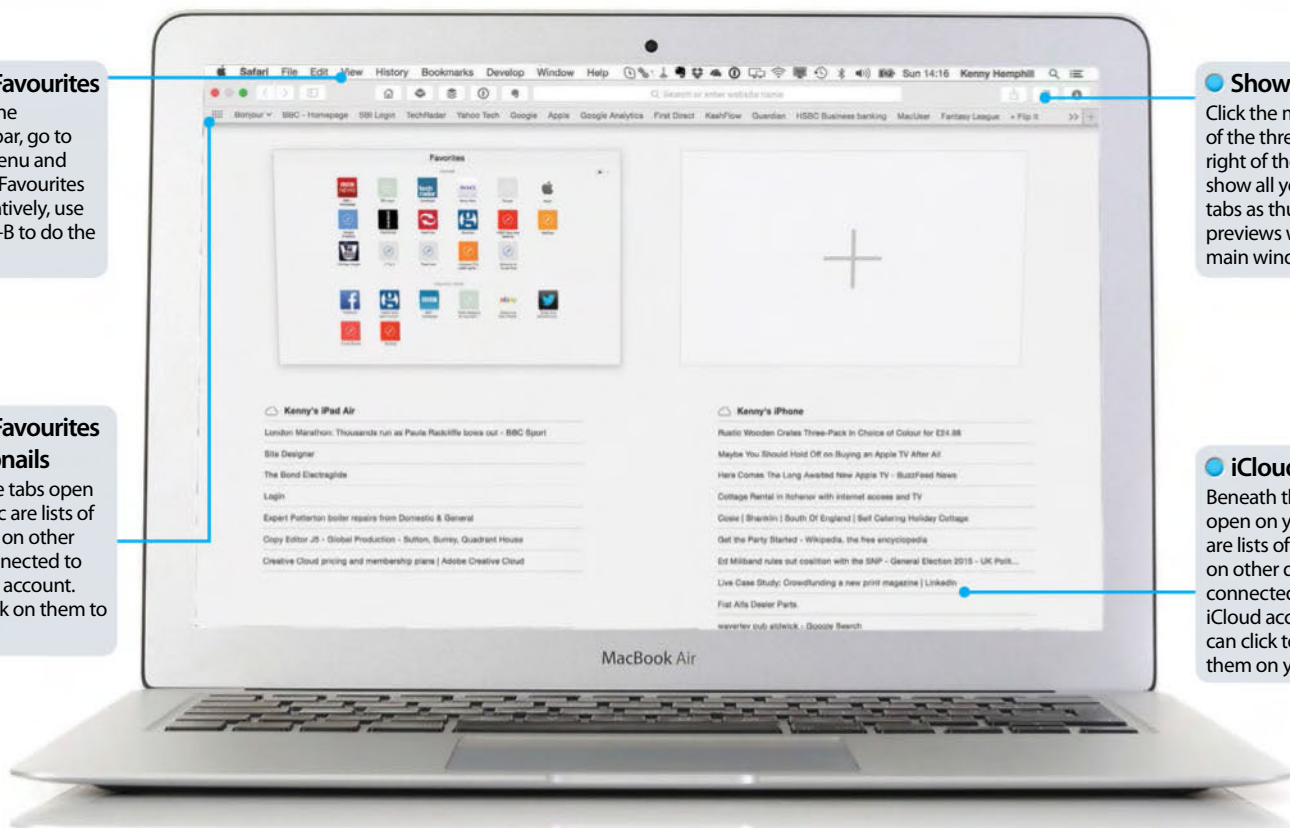 Favourites
ne
bar, go to
enu and
Favourites
atively, use
-B to do the
Favourites
nails
e tabs open
c are lists of
on other
nnected to
account.
k on them to
Safari File Edit View History Bookmarks Develop Window Help Sun 14:16 Kenny Hemphill
Search or enter website name
Bonjour BBC - Homepage SBI Login TechRadar Yahoo Tech Google Apple Google Analytics First Direct KashFlow Guardian HSBC Business banking MacUser Fantasy League + Flip It >> +
Favorites
Kenny's iPad Air
London Marathon: Thousands run as Paula Radcliffe bows out - BBC Sport
Site Designer
The Bond Electraglide
Login
Expert Potterton boiler repairs from Domestic & General
Copy Editor J5 - Global Production - Sutton, Surrey, Quadrant House
Creative Cloud pricing and membership plans | Adobe Creative Cloud
Kenny's iPhone
Rustic Wooden Crates Three-Pack in Choice of Colour for £24.98
Maybe You Should Hold Off on Buying an Apple TV After All
Here Comes The Long Awaited New Apple TV - BuzzFeed News
Cottage Rental in Itchenor with internet access and TV
Cosie | Shanklin | South Of England | Self Catering Holiday Cottage
Get the Party Started - Wikipedia, the free encyclopedia
Ed Miliband rules out coalition with the SNP - General Election 2015 - UK Polit...
Live Case Study: Crowdfunding a new print magazine | LinkedIn
Fiat Alfa Dealer Parts
waverley pub aldwick - Google Search
MacBook Air
Show
Click the m
of the thre
right of the
show all yo
tabs as thu
previews w
main wind
iCloud
Beneath th
open on y
are lists of
on other d
connected
iCloud acc
can click to
them on y